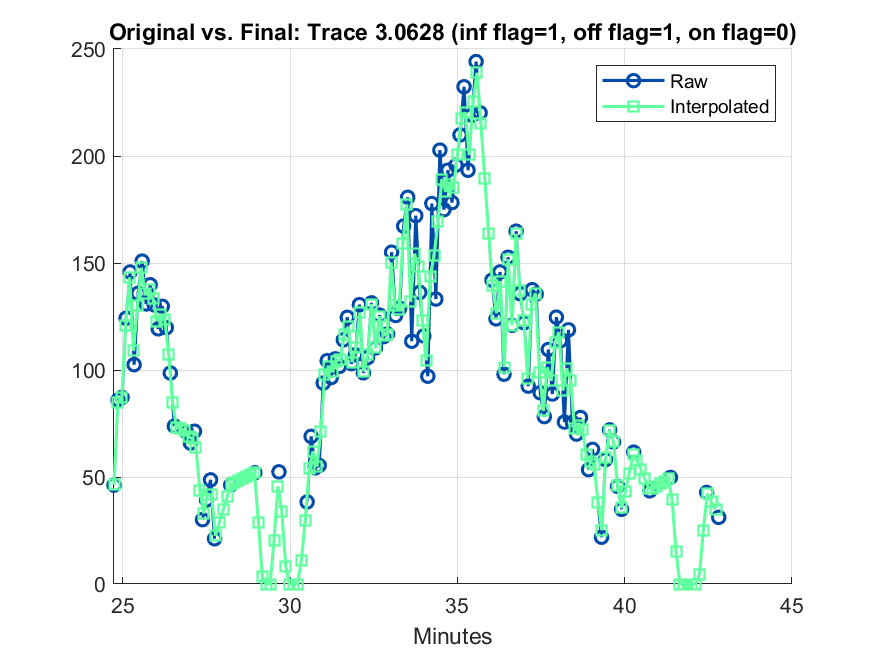 Original vs. Final: Trace 3.0628 (inf flag=1, off flag=1, on flag=0)
250
200
150
100
50
0
Raw
Interpolated
25 30 35 40 45
Minutes